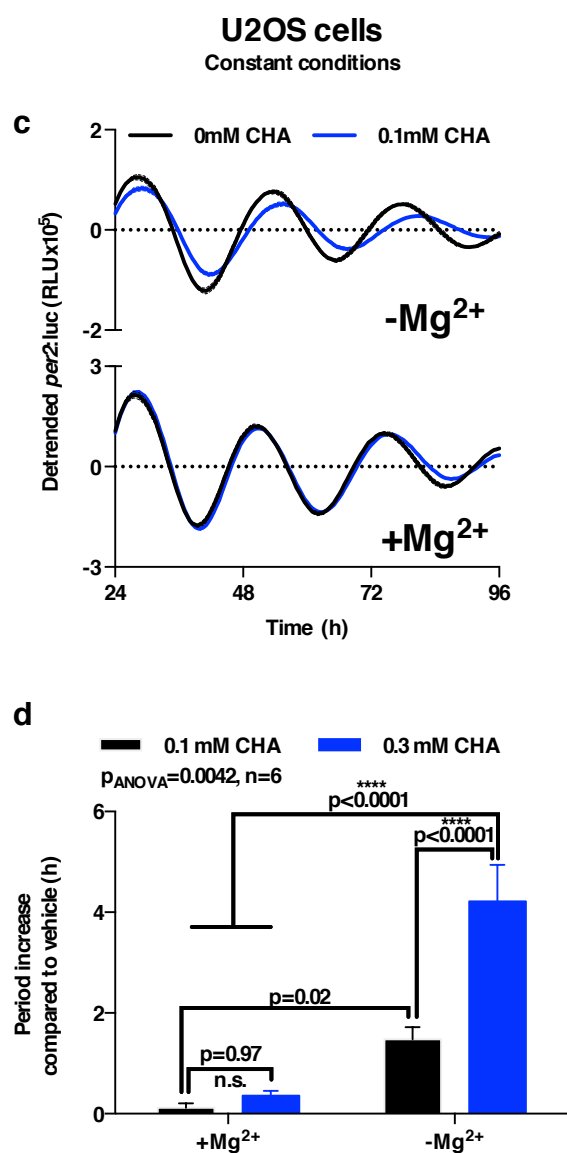 U2OS cells
Constant conditions
c
0mM CHA 0.1mM CHA
Detrended per2:luc (RLUx10⁵)
2
0
-2
-Mg²⁺
3
0
-3
+Mg²⁺
24 48 72 96
Time (h)
d
0.1 mM CHA 0.3 mM CHA
pANOVA=0.0042, n=6
Period increase
compared to vehicle (h)
6
4
2
0
****
p<0.0001
****
p<0.0001
p=0.02
p=0.97
n.s.
+Mg²⁺ -Mg²⁺